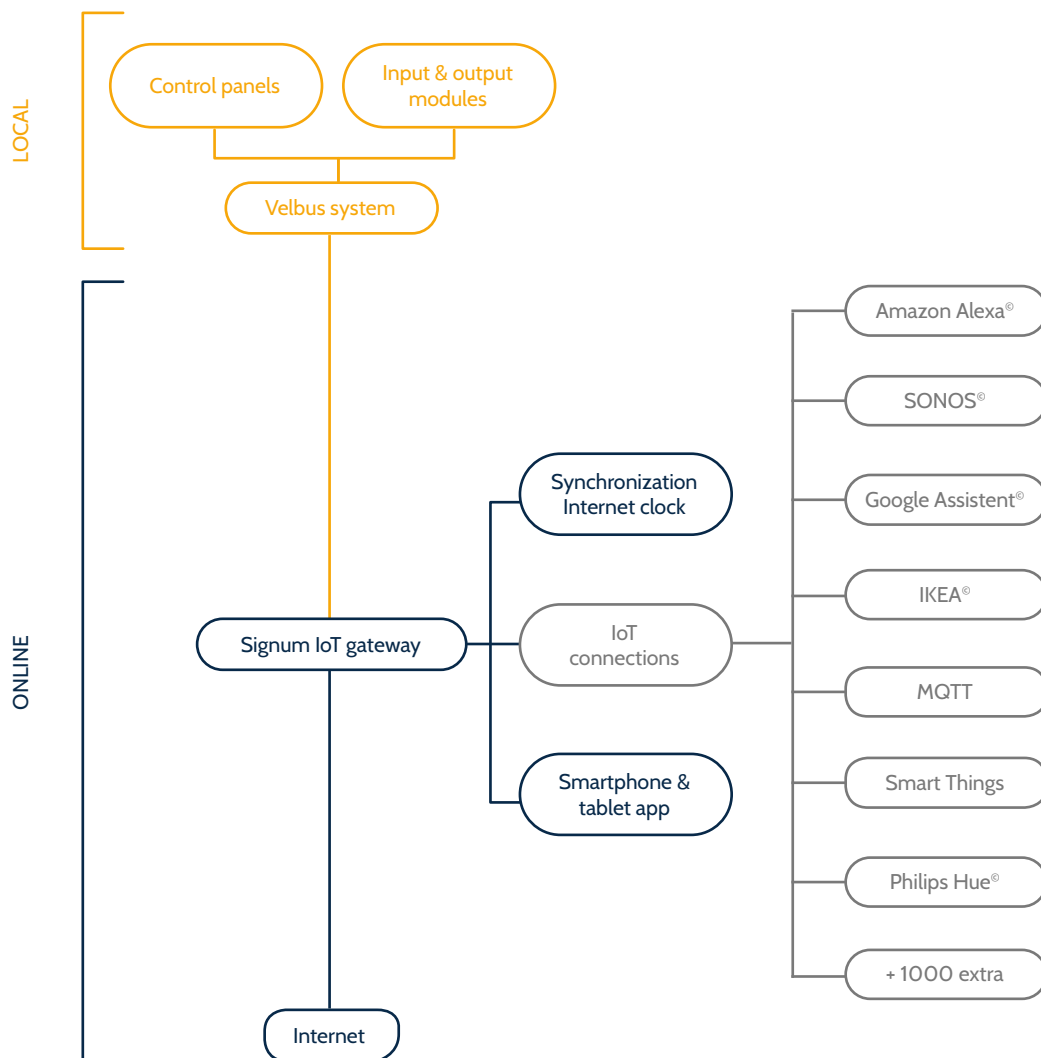 LOCAL
Control panels
Input & output
modules
Velbus system
ONLINE
Amazon Alexa©
SONOS©
Synchronization
Internet clock
Google Assistent©
IKEA©
Signum IoT gateway
IoT
connections
MQTT
Smart Things
Smartphone &
tablet app
Philips Hue©
+ 1000 extra
Internet